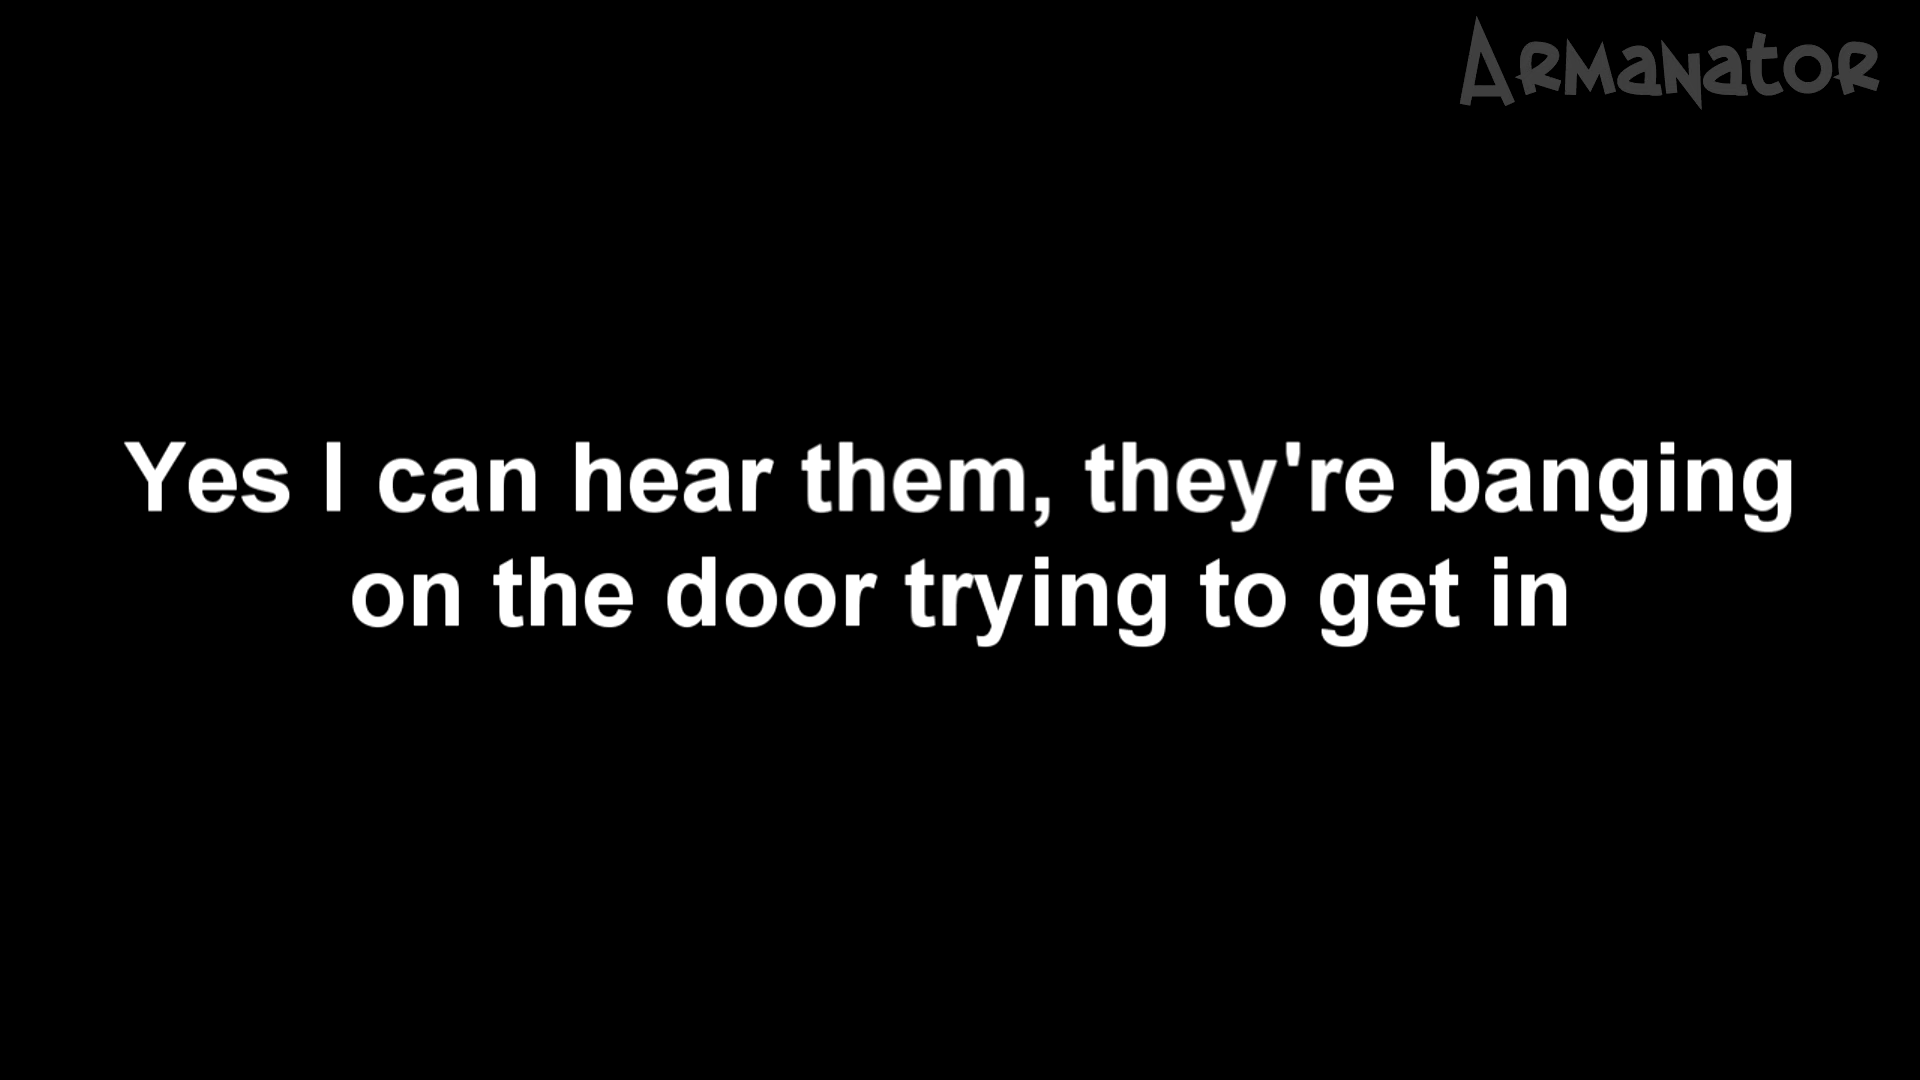 Armanator
Yes I can hear them, they're banging
on the door trying to get in